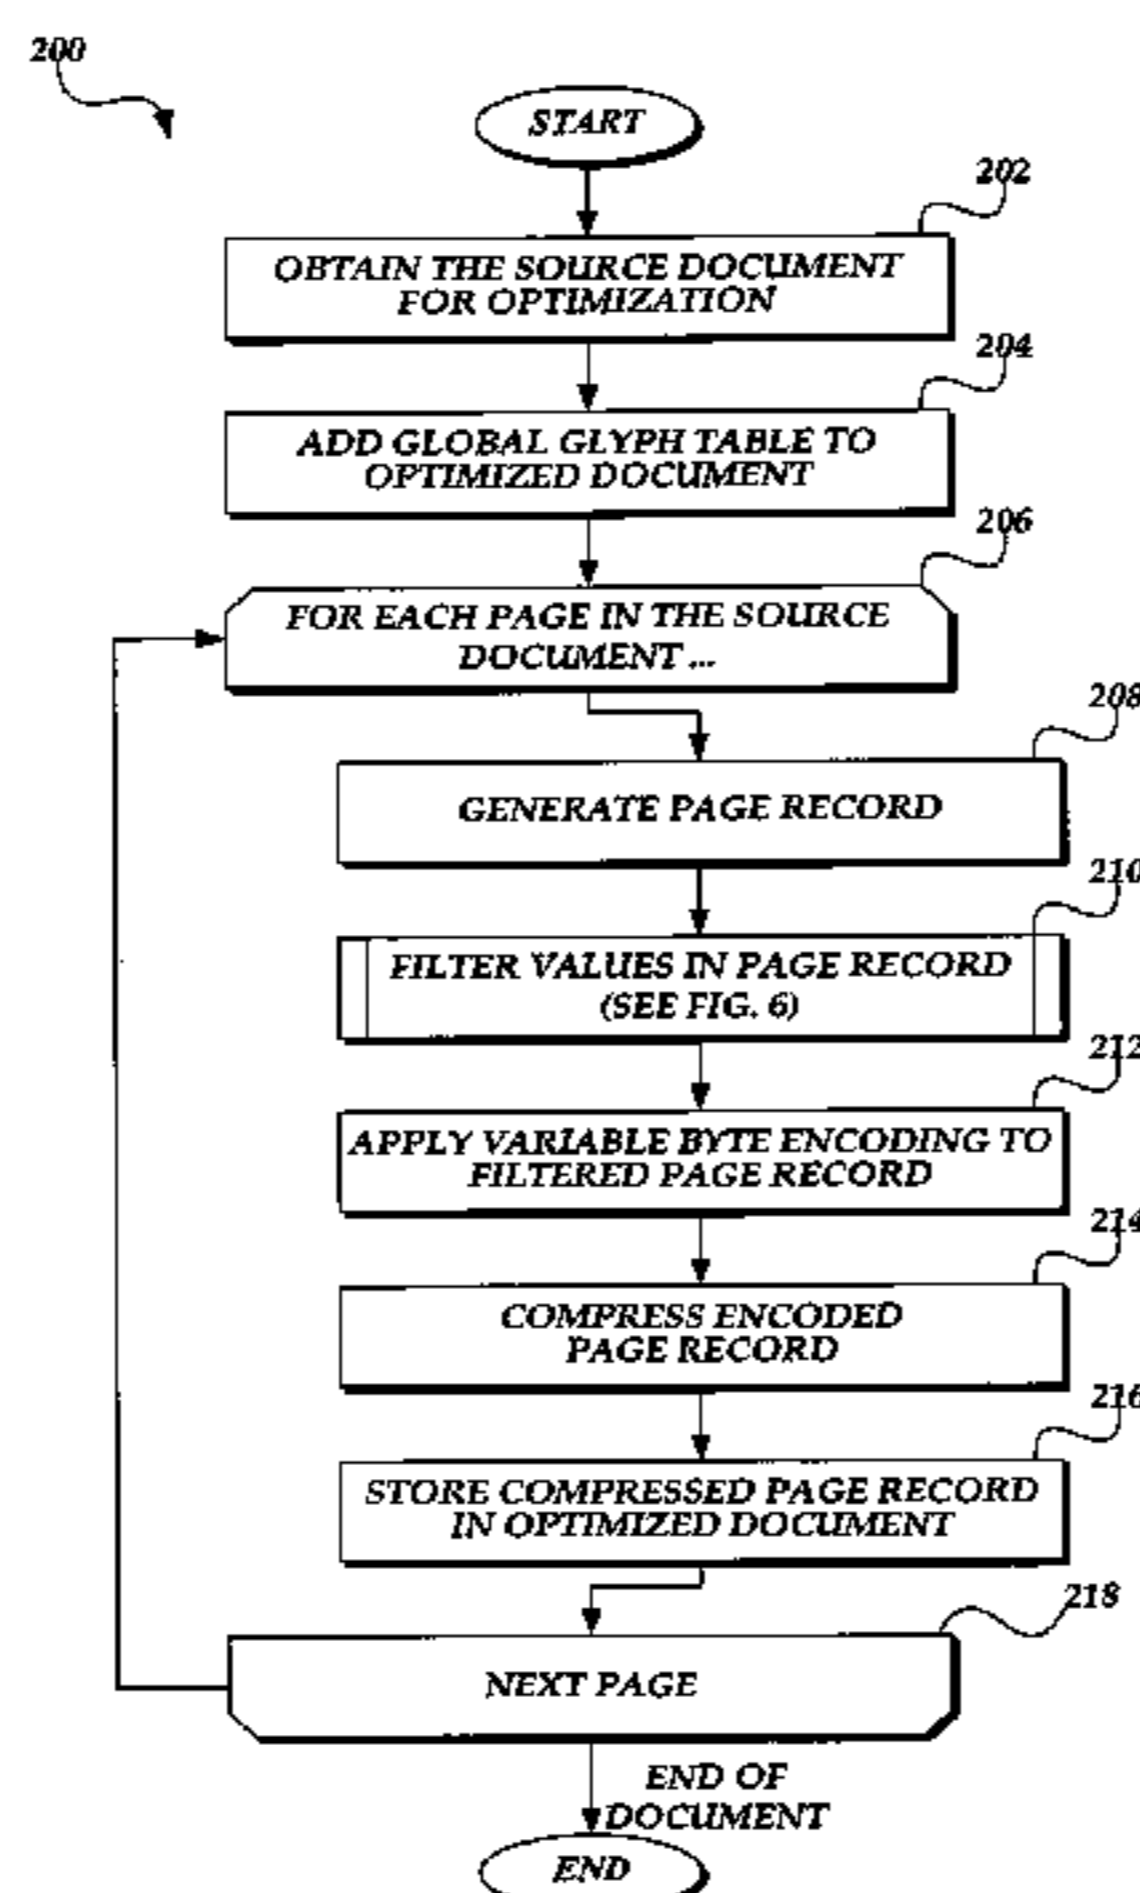 200
START
202
OBTAIN THE SOURCE DOCUMENT
FOR OPTIMIZATION
204
ADD GLOBAL GLYPH TABLE TO
OPTIMIZED DOCUMENT
206
FOR EACH PAGE IN THE SOURCE
DOCUMENT ...
208
GENERATE PAGE RECORD
210
FILTER VALUES IN PAGE RECORD
(SEE FIG. 6)
212
APPLY VARIABLE BYTE ENCODING TO
FILTERED PAGE RECORD
214
COMPRESS ENCODED
PAGE RECORD
216
STORE COMPRESSED PAGE RECORD
IN OPTIMIZED DOCUMENT
218
NEXT PAGE
END OF
DOCUMENT
END